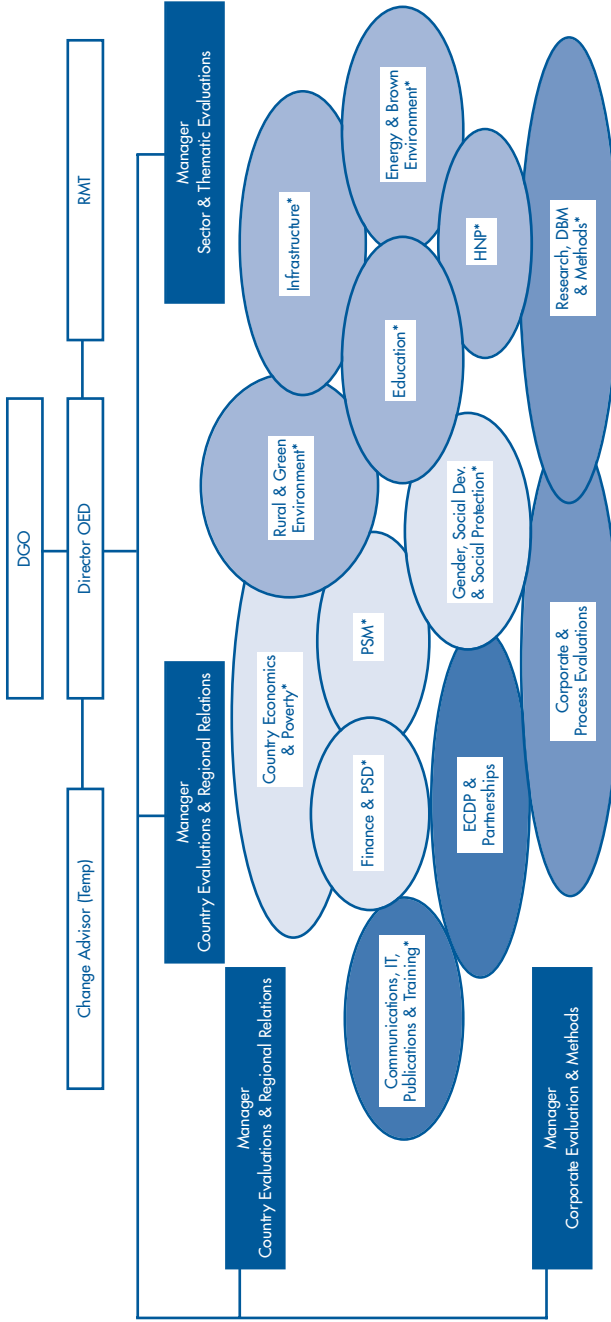 DGO
Change Advisor (Temp)
Director OED
RMT
Manager
Country Evaluations & Regional Relations
Manager
Country Evaluations & Regional Relations
Manager
Sector & Thematic Evaluations
Country Economics
& Poverty*
Rural & Green
Environment*
Infrastructure*
Communications, IT,
Publications & Training*
Finance & PSD*
PSM*
Education*
Energy & Brown
Environment*
ECDP &
Partnerships
Gender, Social Dev.
& Social Protection*
HNP*
Manager
Corporate Evaluation & Methods
Corporate &
Process Evaluations
Research, DBM
& Methods*